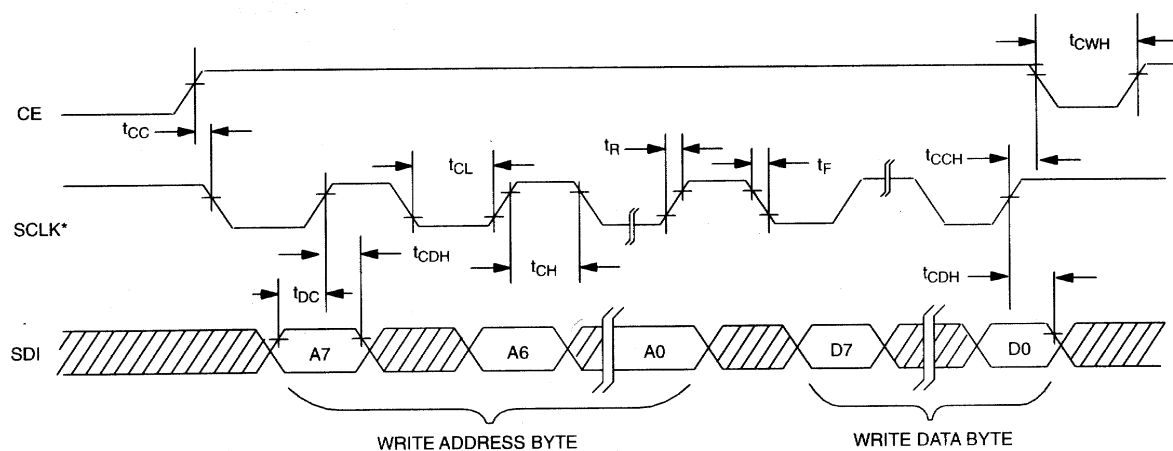 tCWH
CE
tCC
tR
tCL
tF
tCCH
SCLK*
tCDH
tCH
tCDH
tDC
SDI
A7
A6
A0
D7
D0
WRITE ADDRESS BYTE
WRITE DATA BYTE